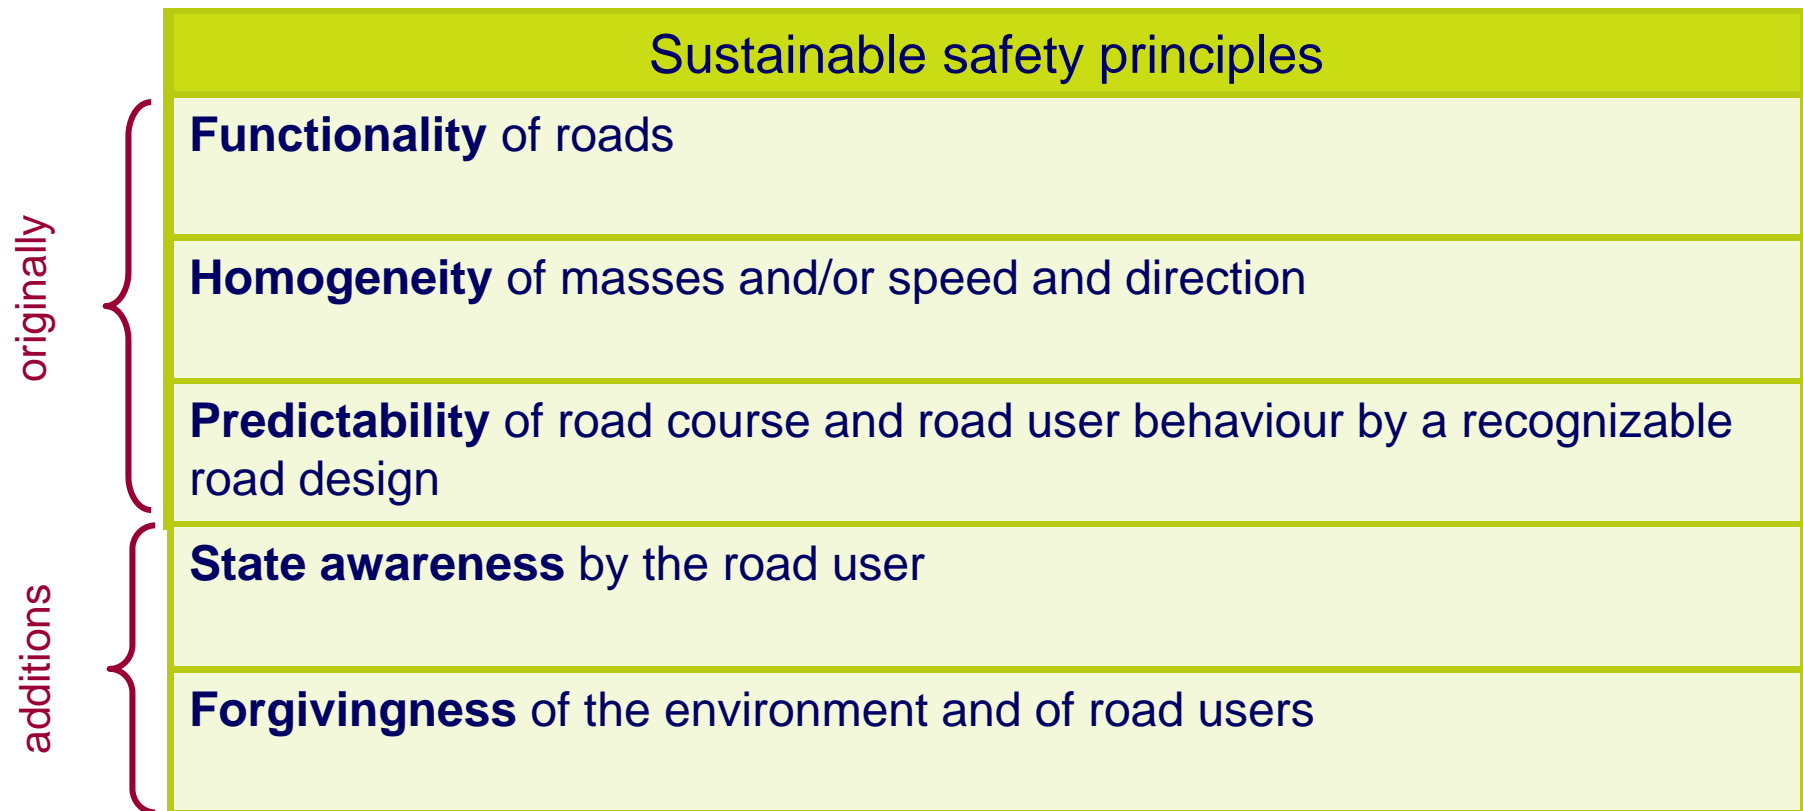 Sustainable safety principles
originally
Functionality of roads
Homogeneity of masses and/or speed and direction
Predictability of road course and road user behaviour by a recognizable
road design
additions
State awareness by the road user
Forgivingness of the environment and of road users